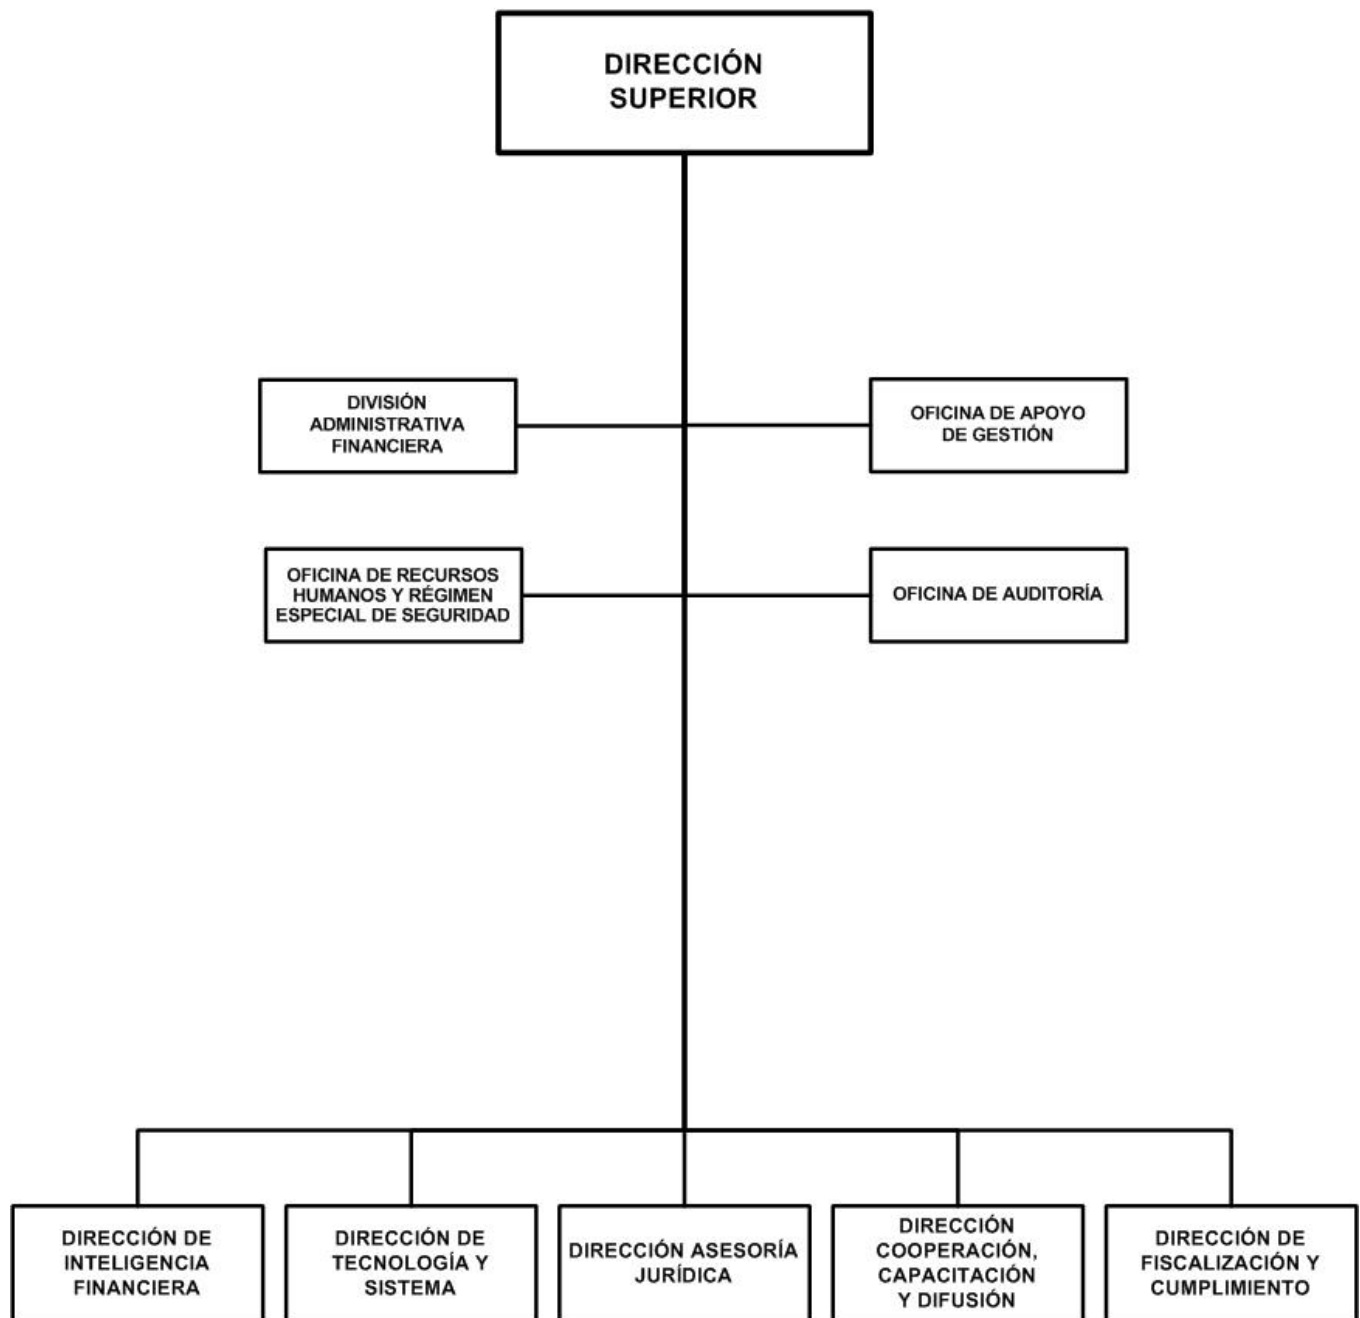 DIRECCIÓN
SUPERIOR
DIVISIÓN
ADMINISTRATIVA
FINANCIERA
OFICINA DE APOYO
DE GESTIÓN
OFICINA DE RECURSOS
HUMANOS Y RÉGIMEN
ESPECIAL DE SEGURIDAD
OFICINA DE AUDITORÍA
DIRECCIÓN DE
INTELIGENCIA
FINANCIERA
DIRECCIÓN DE
TECNOLOGÍA Y
SISTEMA
DIRECCIÓN ASESORÍA
JURÍDICA
DIRECCIÓN
COOPERACIÓN,
CAPACITACIÓN
Y DIFUSIÓN
DIRECCIÓN DE
FISCALIZACIÓN Y
CUMPLIMIENTO